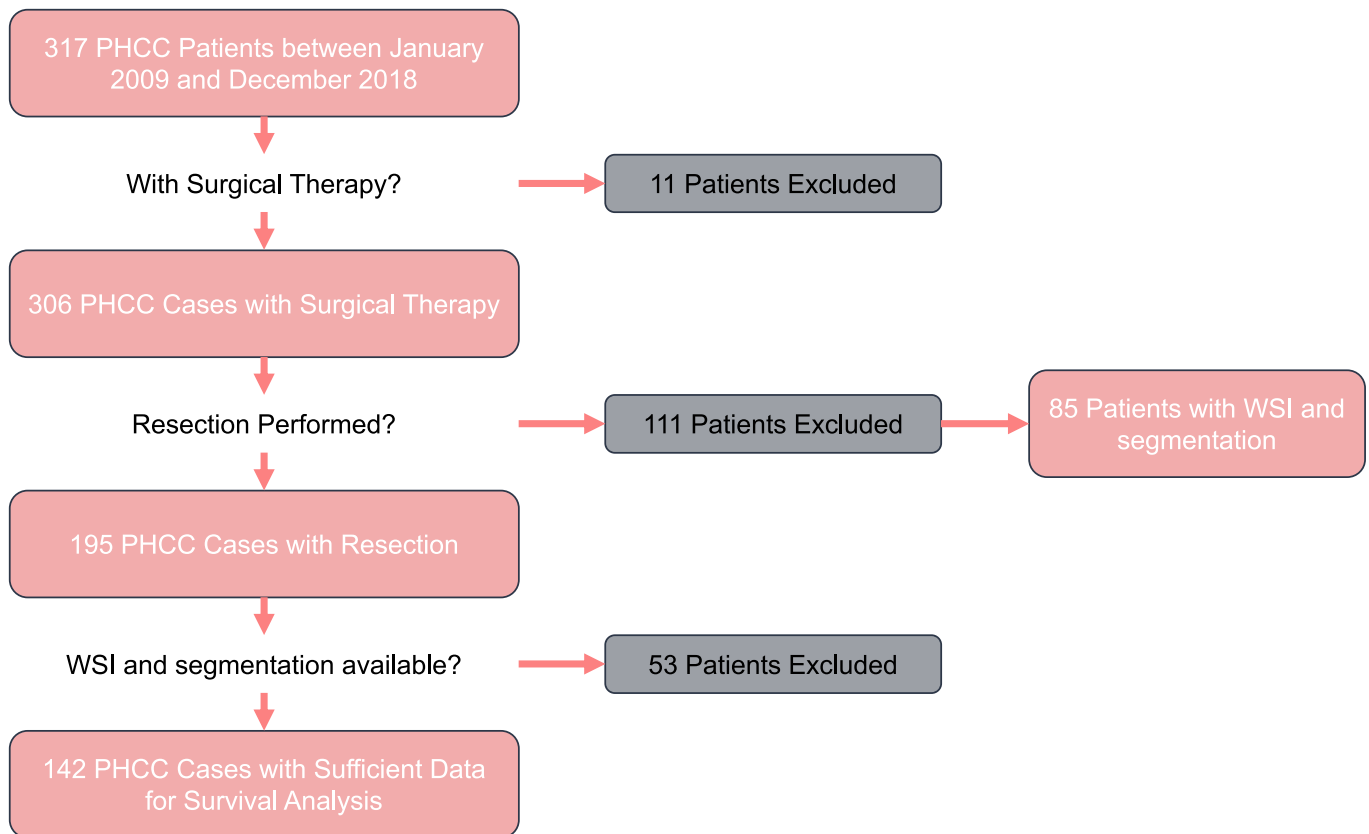 317 PHCC Patients between January
2009 and December 2018
With Surgical Therapy?
11 Patients Excluded
306 PHCC Cases with Surgical Therapy
Resection Performed?
111 Patients Excluded
85 Patients with WSI and
segmentation
195 PHCC Cases with Resection
WSI and segmentation available?
53 Patients Excluded
142 PHCC Cases with Sufficient Data
for Survival Analysis